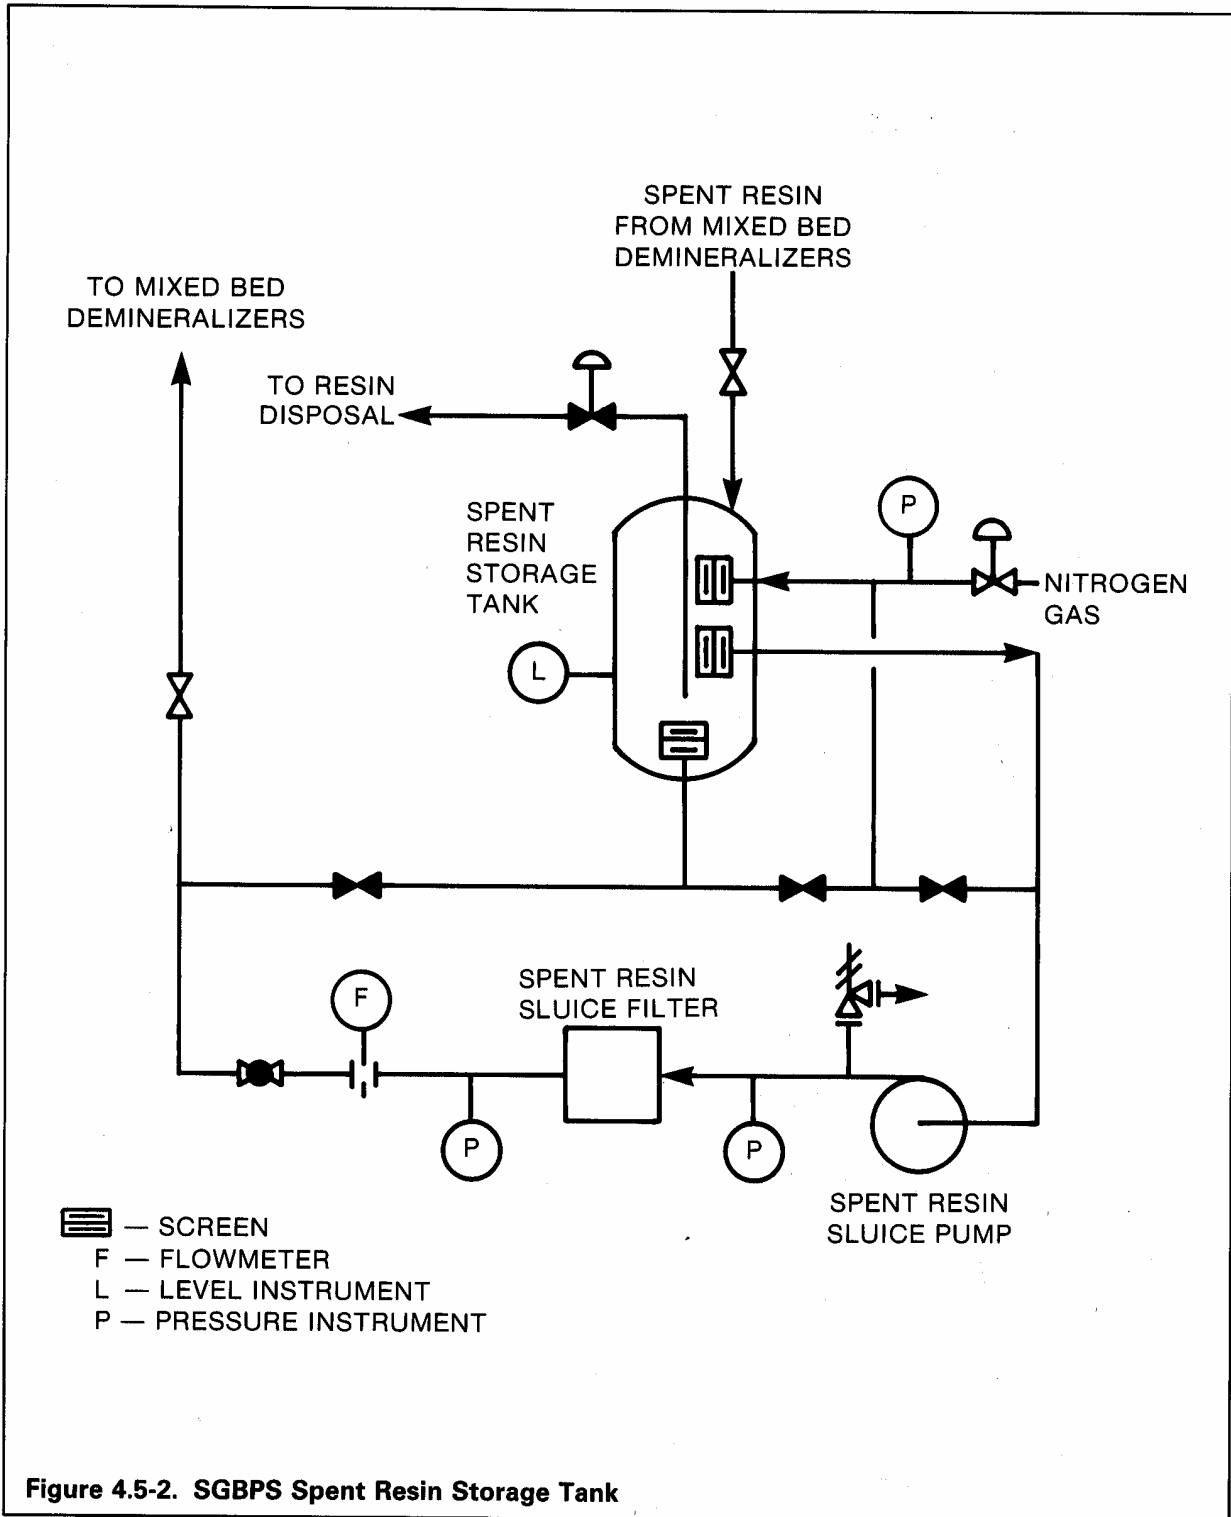 SPENT RESIN
FROM MIXED BED
DEMINERALIZERS
TO MIXED BED
DEMINERALIZERS
TO RESIN
DISPOSAL
SPENT
RESIN
STORAGE
TANK
P
NITROGEN
GAS
L
F
SPENT RESIN
SLUICE FILTER
P
P
SPENT RESIN
SLUICE PUMP
— SCREEN
F — FLOWMETER
L — LEVEL INSTRUMENT
P — PRESSURE INSTRUMENT
Figure 4.5-2. SGBPS Spent Resin Storage Tank